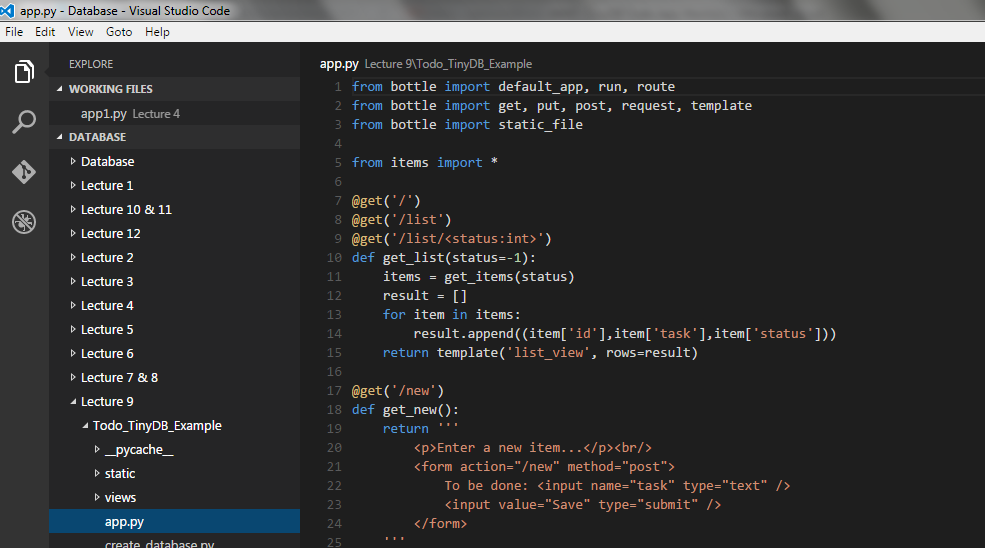 app.py - Database - Visual Studio Code
File Edit View Goto Help
EXPLORE
WORKING FILES
app1.py Lecture 4
DATABASE
Database
Lecture 1
Lecture 10 & 11
Lecture 12
Lecture 2
Lecture 3
Lecture 4
Lecture 5
Lecture 6
Lecture 7 & 8
Lecture 9
Todo_TinyDB_Example
__pycache__
static
views
app.py
create_database.py
app.py Lecture 9\Todo_TinyDB_Example
1 from bottle import default_app, run, route
2 from bottle import get, put, post, request, template
3 from bottle import static_file
4
5 from items import *
6
7 @get('/')
8 @get('/list')
9 @get('/list/<status:int>')
10 def get_list(status=-1):
11     items = get_items(status)
12     result = []
13     for item in items:
14         result.append((item['id'],item['task'],item['status']))
15     return template('list_view', rows=result)
16
17 @get('/new')
18 def get_new():
19     return '''
20         <p>Enter a new item...</p><br/>
21         <form action="/new" method="post">
22             To be done: <input name="task" type="text" />
23             <input value="Save" type="submit" />
24         </form>
25     '''